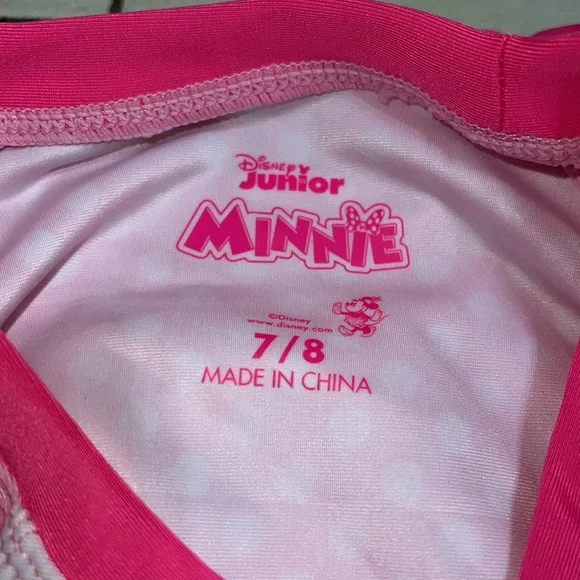 Disney
Junior
MINNIE
©Disney
www.disney.com
7/8
MADE IN CHINA